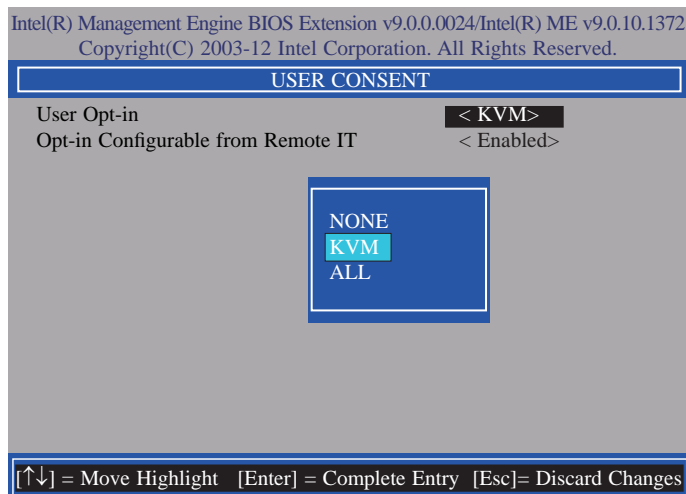 Intel(R) Management Engine BIOS Extension v9.0.0.0024/Intel(R) ME v9.0.10.1372
Copyright(C) 2003-12 Intel Corporation. All Rights Reserved.
USER CONSENT
User Opt-in < KVM>
Opt-in Configurable from Remote IT < Enabled>
NONE
KVM
ALL
[↑↓] = Move Highlight [Enter] = Complete Entry [Esc]= Discard Changes